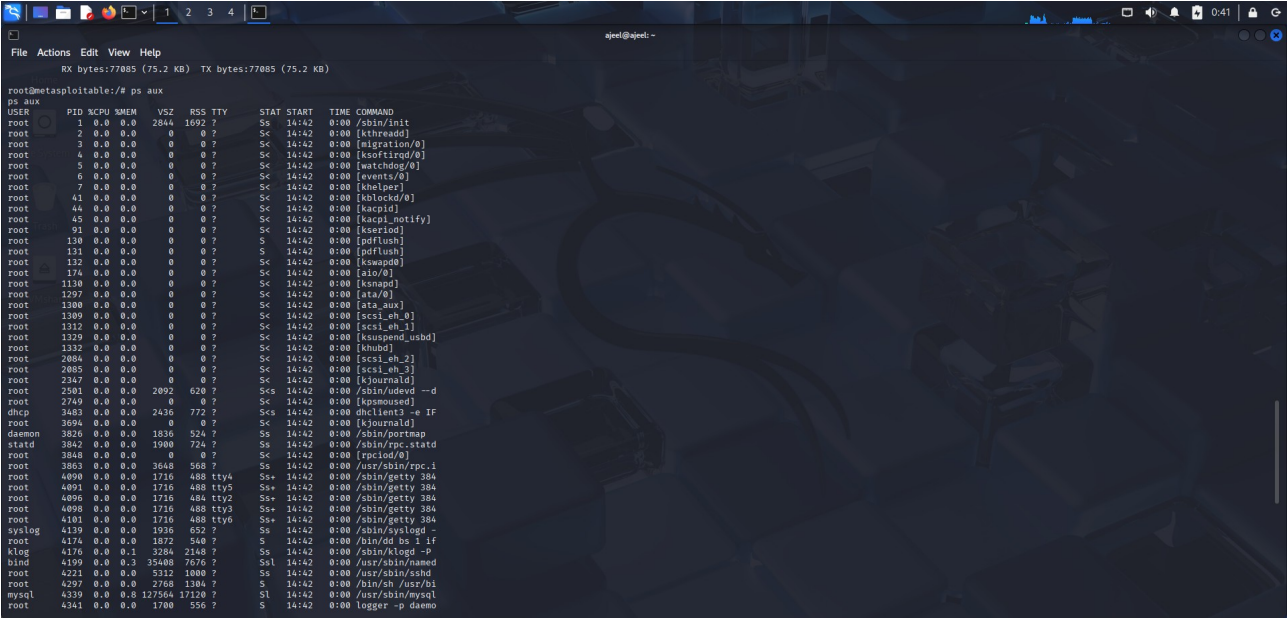 1 2 3 4
0:41
ajeel@ajeel: ~
File Actions Edit View Help
RX bytes:77085 (75.2 KB) TX bytes:77085 (75.2 KB)
root@metasploitable:/# ps aux
ps aux
USER PID %CPU %MEM VSZ RSS TTY STAT START TIME COMMAND
root 1 0.0 0.0 2844 1692 ? Ss 14:42 0:00 /sbin/init
root 2 0.0 0.0 0 0 ? S< 14:42 0:00 [kthreadd]
root 3 0.0 0.0 0 0 ? S< 14:42 0:00 [migration/0]
root 4 0.0 0.0 0 0 ? S< 14:42 0:00 [ksoftirqd/0]
root 5 0.0 0.0 0 0 ? S< 14:42 0:00 [watchdog/0]
root 6 0.0 0.0 0 0 ? S< 14:42 0:00 [events/0]
root 7 0.0 0.0 0 0 ? S< 14:42 0:00 [khelper]
root 41 0.0 0.0 0 0 ? S< 14:42 0:00 [kblockd/0]
root 44 0.0 0.0 0 0 ? S< 14:42 0:00 [kacpid]
root 45 0.0 0.0 0 0 ? S< 14:42 0:00 [kacpi_notify]
root 91 0.0 0.0 0 0 ? S< 14:42 0:00 [kseriod]
root 130 0.0 0.0 0 0 ? S 14:42 0:00 [pdflush]
root 131 0.0 0.0 0 0 ? S 14:42 0:00 [pdflush]
root 132 0.0 0.0 0 0 ? S< 14:42 0:00 [kswapd0]
root 174 0.0 0.0 0 0 ? S< 14:42 0:00 [aio/0]
root 1130 0.0 0.0 0 0 ? S< 14:42 0:00 [ksnapd]
root 1297 0.0 0.0 0 0 ? S< 14:42 0:00 [ata/0]
root 1300 0.0 0.0 0 0 ? S< 14:42 0:00 [ata_aux]
root 1309 0.0 0.0 0 0 ? S< 14:42 0:00 [scsi_eh_0]
root 1312 0.0 0.0 0 0 ? S< 14:42 0:00 [scsi_eh_1]
root 1329 0.0 0.0 0 0 ? S< 14:42 0:00 [ksuspend_usbd]
root 1332 0.0 0.0 0 0 ? S< 14:42 0:00 [khubd]
root 2084 0.0 0.0 0 0 ? S< 14:42 0:00 [scsi_eh_2]
root 2085 0.0 0.0 0 0 ? S< 14:42 0:00 [scsi_eh_3]
root 2347 0.0 0.0 0 0 ? S< 14:42 0:00 [kjournald]
root 2501 0.0 0.0 2092 620 ? S<s 14:42 0:00 /sbin/udevd --d
root 2749 0.0 0.0 0 0 ? S< 14:42 0:00 [kpsmoused]
dhcp 3483 0.0 0.0 2436 772 ? S<s 14:42 0:00 dhclient3 -e IF
root 3694 0.0 0.0 0 0 ? S< 14:42 0:00 [kjournald]
daemon 3826 0.0 0.0 1836 524 ? Ss 14:42 0:00 /sbin/portmap
statd 3842 0.0 0.0 1900 724 ? Ss 14:42 0:00 /sbin/rpc.statd
root 3848 0.0 0.0 0 0 ? S< 14:42 0:00 [rpciod/0]
root 3863 0.0 0.0 3648 568 ? Ss 14:42 0:00 /usr/sbin/rpc.i
root 4090 0.0 0.0 1716 488 tty4 Ss+ 14:42 0:00 /sbin/getty 384
root 4091 0.0 0.0 1716 488 tty5 Ss+ 14:42 0:00 /sbin/getty 384
root 4096 0.0 0.0 1716 484 tty2 Ss+ 14:42 0:00 /sbin/getty 384
root 4098 0.0 0.0 1716 488 tty3 Ss+ 14:42 0:00 /sbin/getty 384
root 4101 0.0 0.0 1716 488 tty6 Ss+ 14:42 0:00 /sbin/getty 384
syslog 4139 0.0 0.0 1936 652 ? Ss 14:42 0:00 /sbin/syslogd -
root 4174 0.0 0.0 1872 540 ? S 14:42 0:00 /bin/dd bs 1 if
klog 4176 0.0 0.1 3284 2148 ? Ss 14:42 0:00 /sbin/klogd -P
bind 4199 0.0 0.3 35408 7676 ? Ssl 14:42 0:00 /usr/sbin/named
root 4221 0.0 0.0 5312 1000 ? Ss 14:42 0:00 /usr/sbin/sshd
root 4297 0.0 0.0 2768 1304 ? S 14:42 0:00 /bin/sh /usr/bi
mysql 4339 0.0 0.8 127564 17120 ? Sl 14:42 0:00 /usr/sbin/mysql
root 4341 0.0 0.0 1700 556 ? S 14:42 0:00 logger -p daemo